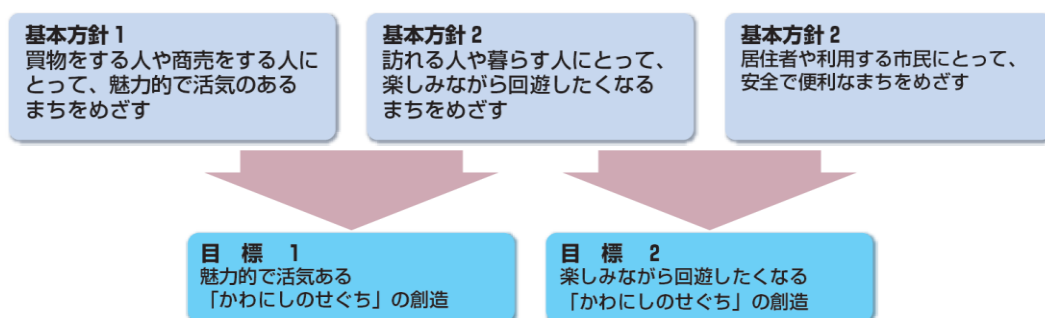 基本方針1
買物をする人や商売をする人に
とって、魅力的で活気のある
まちをめざす
基本方針2
訪れる人や暮らす人にとって、
楽しみながら回遊したくなる
まちをめざす
基本方針2
居住者や利用する市民にとって、
安全で便利なまちをめざす
目 標 1
魅力的で活気ある
「かわにしのせぐち」の創造
目 標 2
楽しみながら回遊したくなる
「かわにしのせぐち」の創造